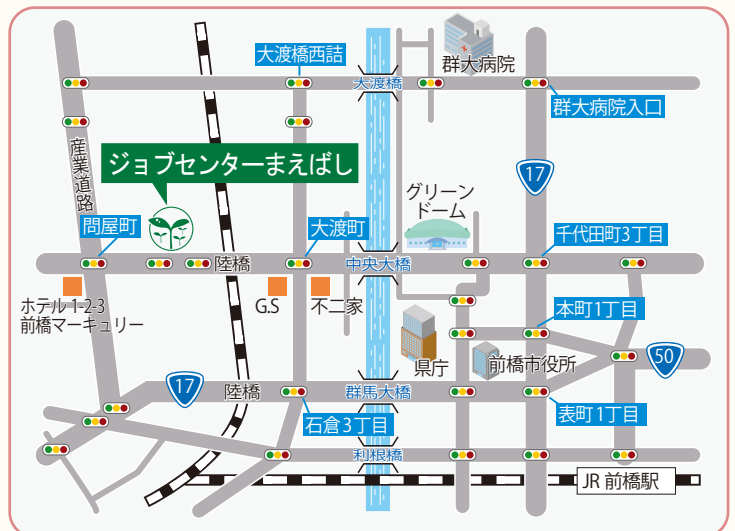 大渡橋西詰
群大病院
大渡橋
群大病院入口
産業道路
ジョブセンターまえばし
17
グリーン
ドーム
問屋町
大渡町
千代田町3丁目
陸橋
中央大橋
ホテル1-2-3
前橋マーキュリー
G.S
不二家
本町1丁目
県庁
前橋市役所
50
17
陸橋
群馬大橋
石倉3丁目
表町1丁目
利根橋
JR 前橋駅